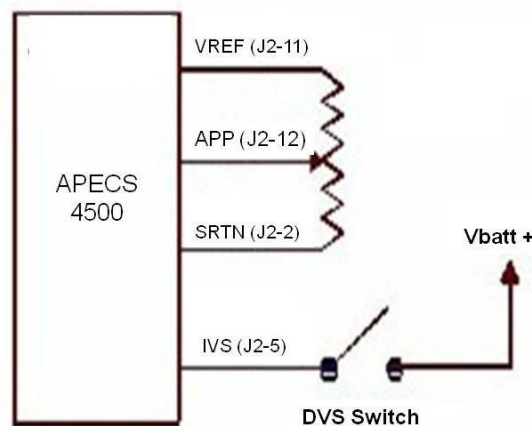 VREF (J2-11)
APP (J2-12)
APECS
4500
SRTN (J2-2)
Vbatt +
IVS (J2-5)
DVS Switch